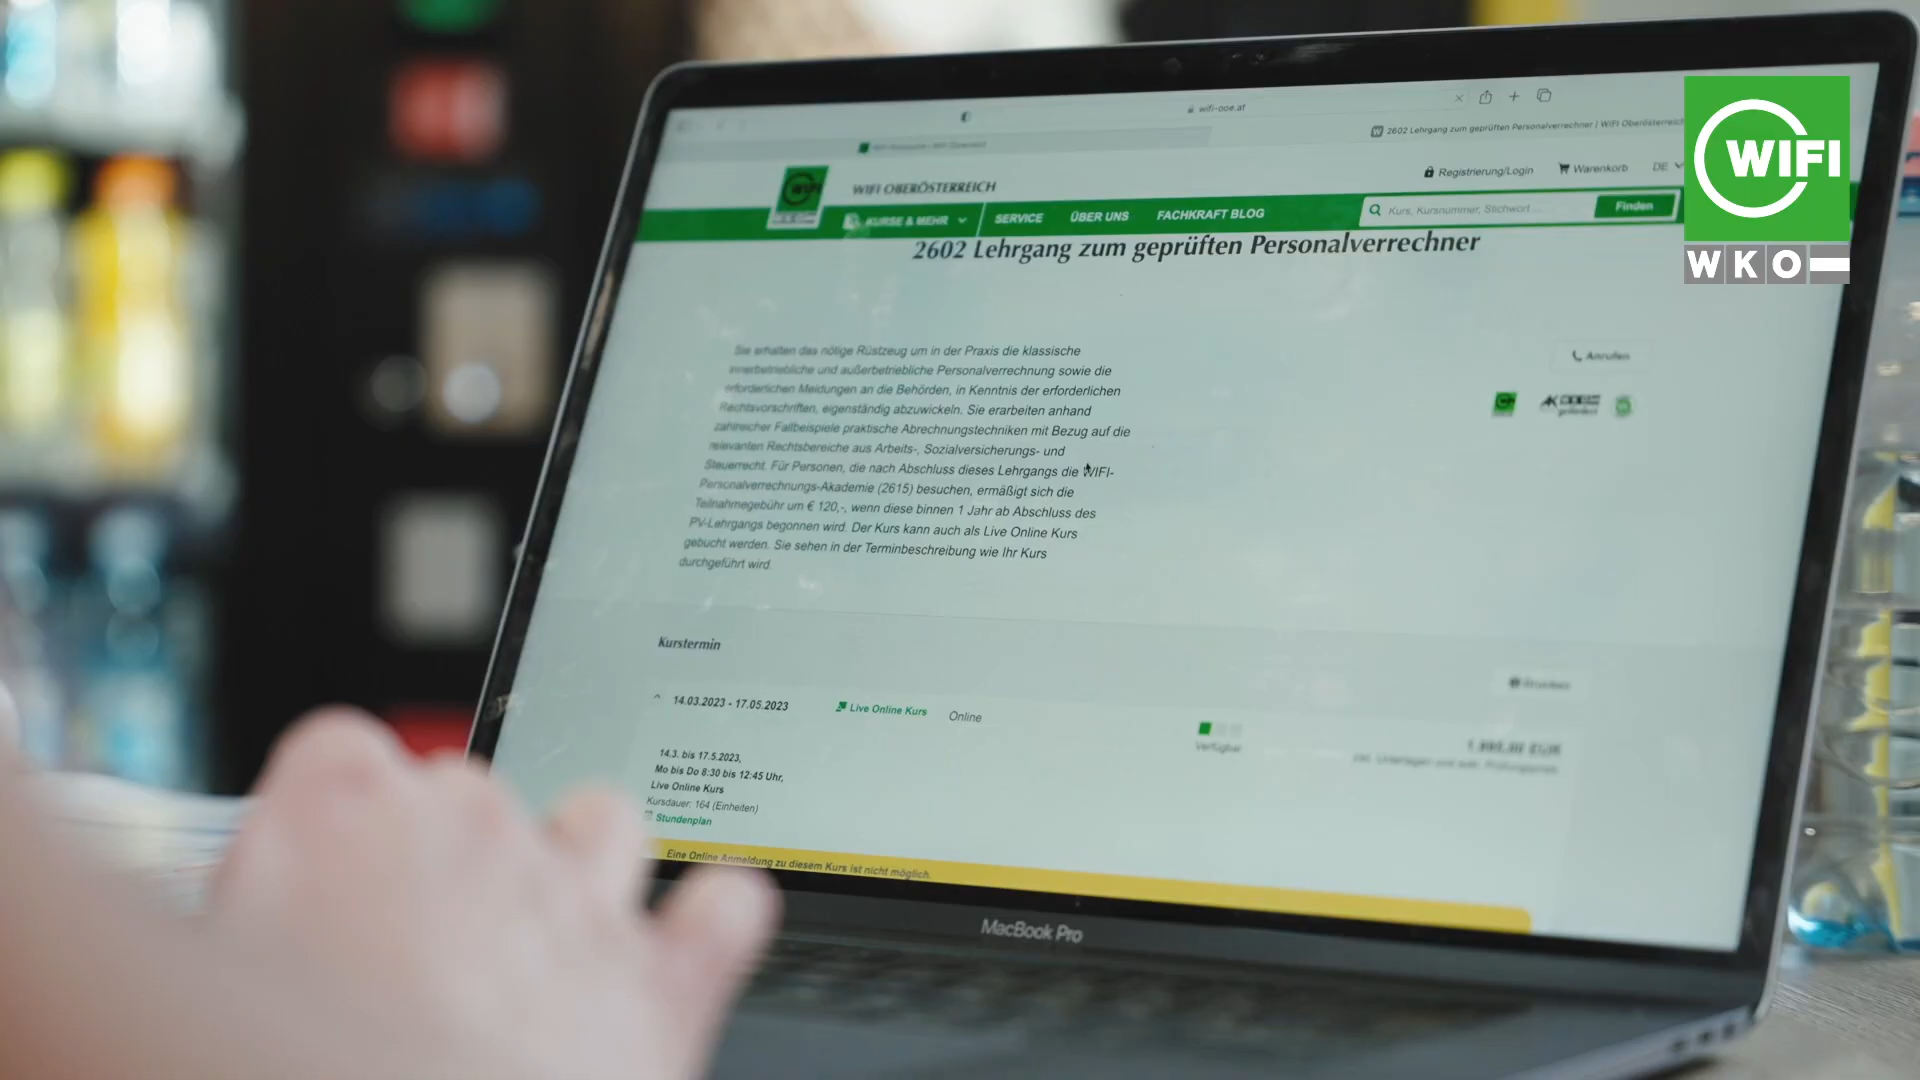 wifi-ooe.at
2602 Lehrgang zum geprüften Personalverrechner | WIFI Oberösterreich
WIFI
WKO
WIFI
WIFI OBERÖSTERREICH
Registrierung/Login
Warenkorb
DE
KURSE & MEHR
SERVICE
ÜBER UNS
FACHKRAFT BLOG
Kurs, Kursnummer, Stichwort ...
Finden
2602 Lehrgang zum geprüften Personalverrechner
Sie erhalten das nötige Rüstzeug um in der Praxis die klassische
innerbetriebliche und außerbetriebliche Personalverrechnung sowie die
erforderlichen Meldungen an die Behörden, in Kenntnis der erforderlichen
Rechtsvorschriften, eigenständig abzuwickeln. Sie erarbeiten anhand
zahlreicher Fallbeispiele praktische Abrechnungstechniken mit Bezug auf die
relevanten Rechtsbereiche aus Arbeits-, Sozialversicherungs- und
Steuerrecht. Für Personen, die nach Abschluss dieses Lehrgangs die WIFI-
Personalverrechnungs-Akademie (2615) besuchen, ermäßigt sich die
Teilnahmegebühr um € 120,-, wenn diese binnen 1 Jahr ab Abschluss des
PV-Lehrgangs begonnen wird. Der Kurs kann auch als Live Online Kurs
gebucht werden. Sie sehen in der Terminbeschreibung wie Ihr Kurs
durchgeführt wird.
Anrufen
AK
Kurstermin
Drucken
14.03.2023 - 17.05.2023
Live Online Kurs
Online
Verfügbar
14.3. bis 17.5.2023,
Mo bis Do 8:30 bis 12:45 Uhr,
Live Online Kurs
Kursdauer: 164 (Einheiten)
Stundenplan
Eine Online Anmeldung zu diesem Kurs ist nicht möglich.
MacBook Pro